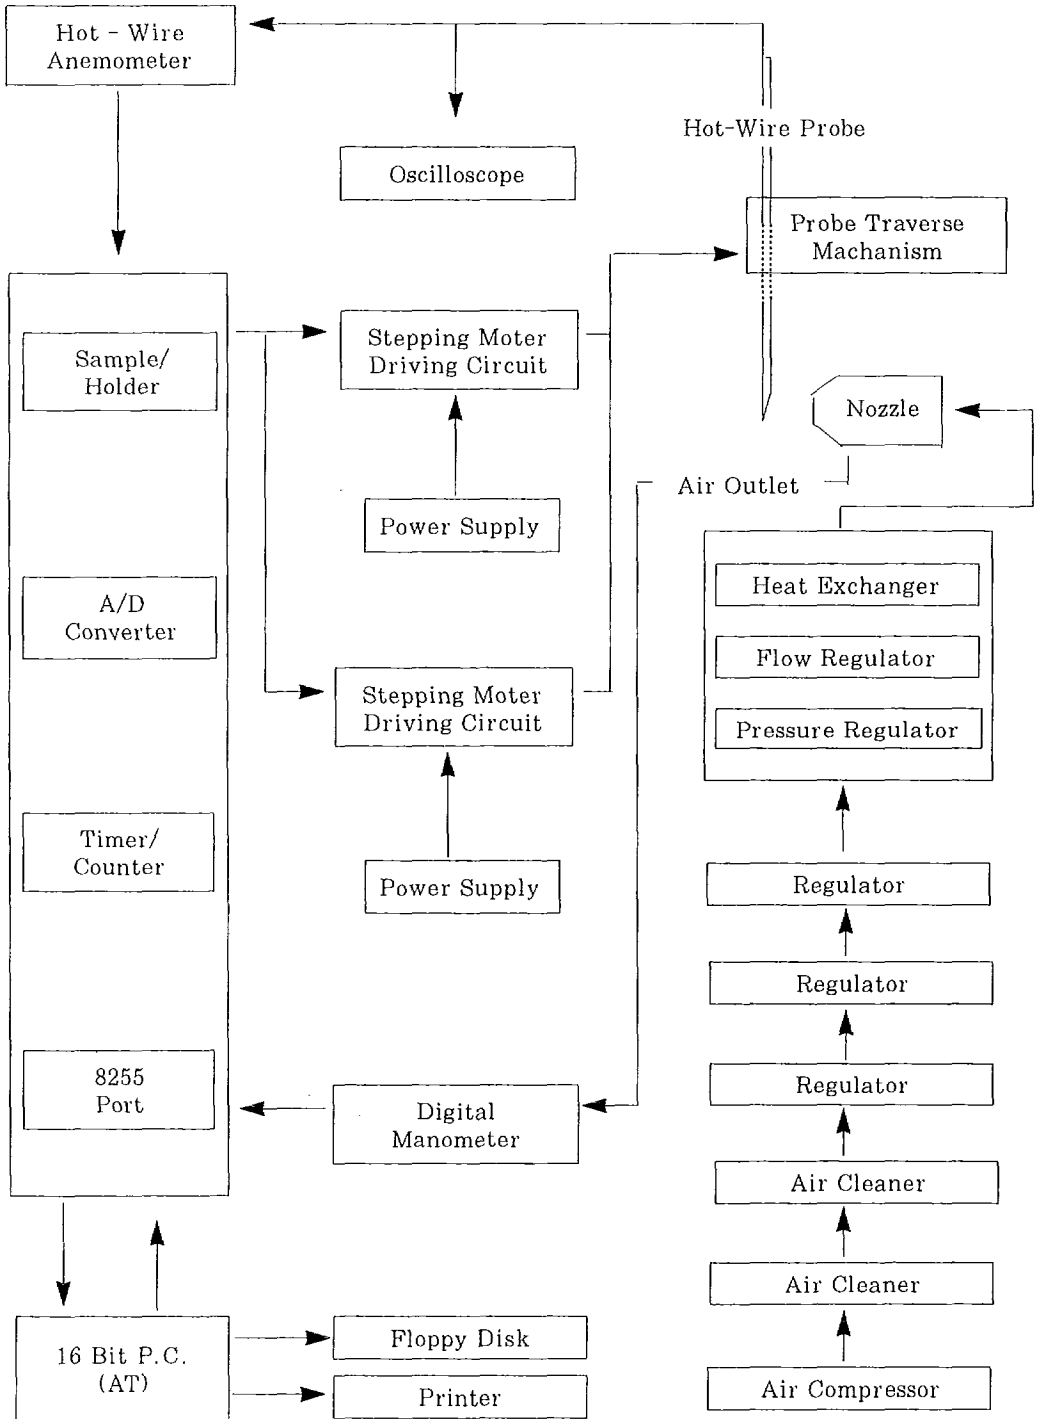 Hot - Wire
Anemometer
Hot-Wire Probe
Oscilloscope
Probe Traverse
Machanism
Stepping Moter
Driving Circuit
Sample/
Holder
Nozzle
Air Outlet
Power Supply
Heat Exchanger
A/D
Converter
Flow Regulator
Stepping Moter
Driving Circuit
Pressure Regulator
Timer/
Counter
Power Supply
Regulator
Regulator
8255
Port
Digital
Manometer
Regulator
Air Cleaner
Air Cleaner
16 Bit P.C.
(AT)
Floppy Disk
Printer
Air Compressor